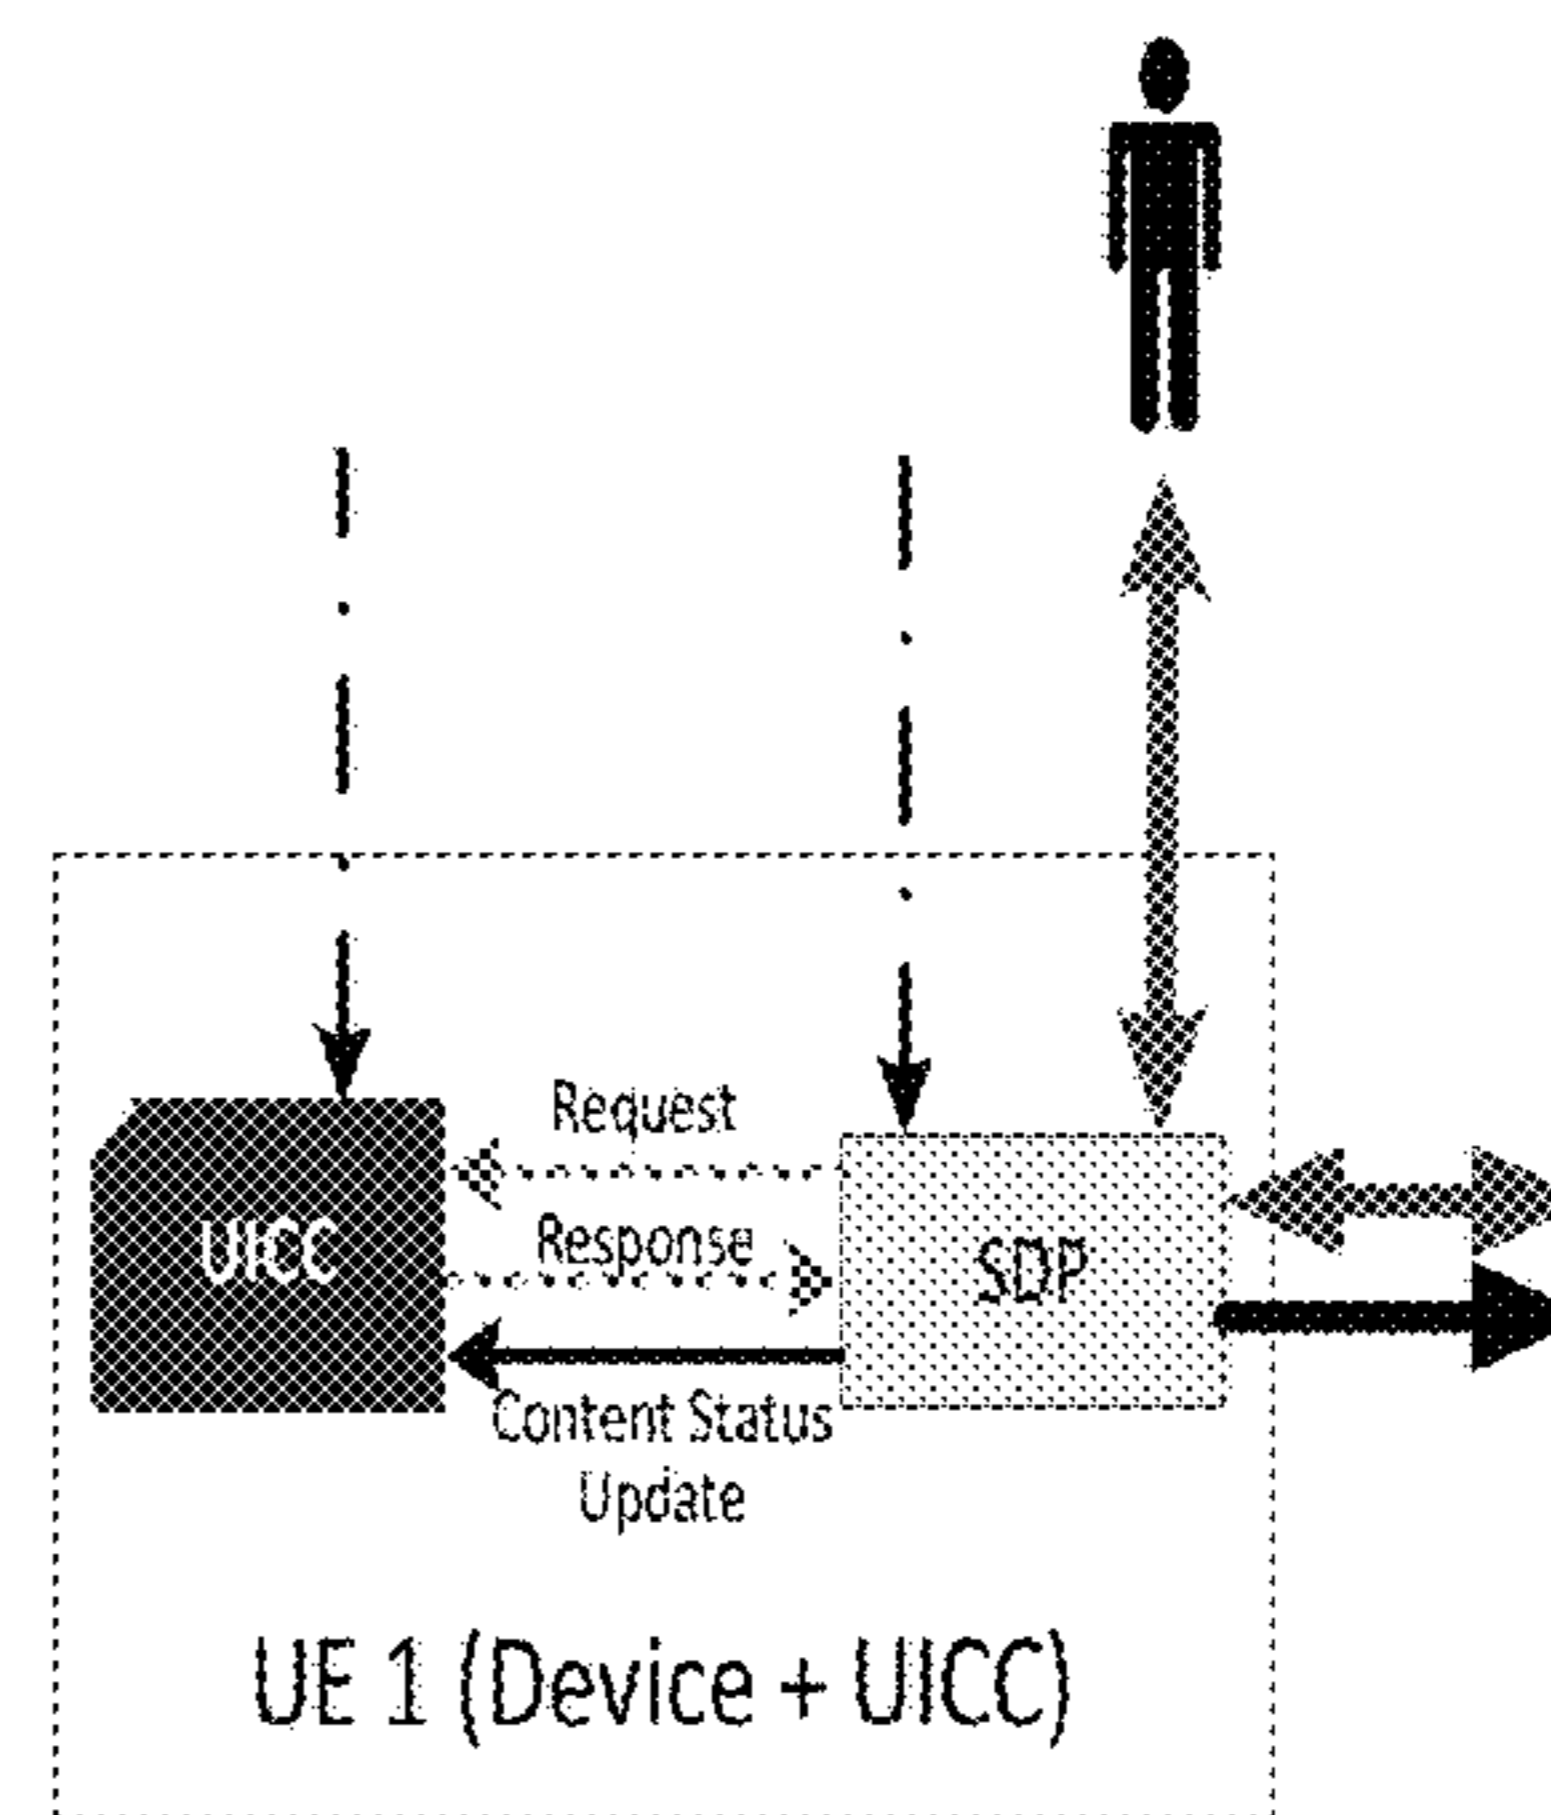 Request
Response
UICC
SDP
Content Status
Update
UE 1 (Device + UICC)